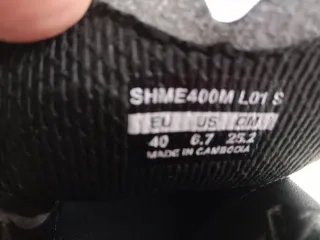 SHME400M L01 S
EU US CM
40 6.7 25.2
MADE IN CAMBODIA